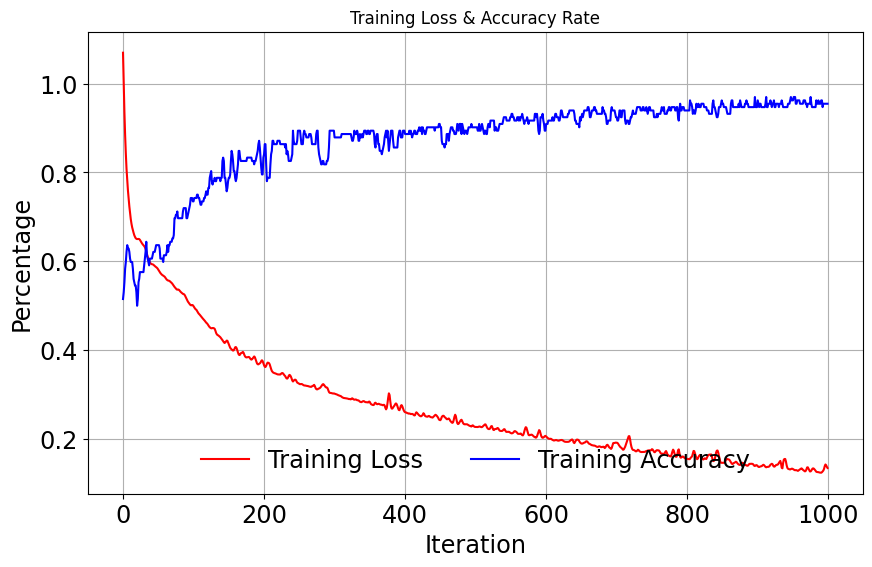 Training Loss & Accuracy Rate
1.0
0.8
0.6
0.4
0.2
Percentage
Training Loss
Training Accuracy
0 200 400 600 800 1000
Iteration